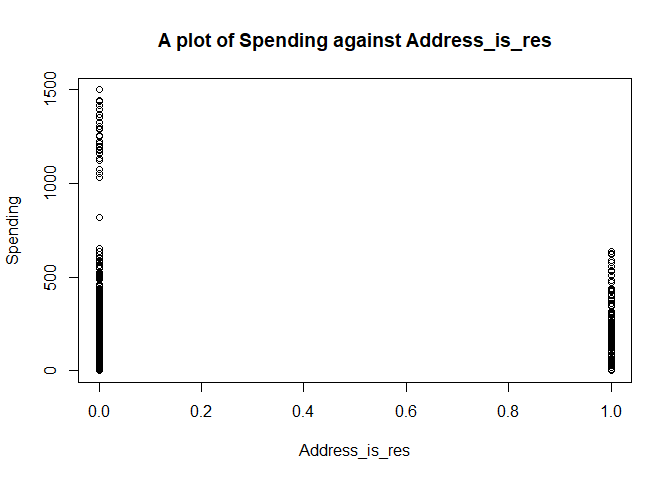 A plot of Spending against Address_is_res
1500
1000
500
0
Spending
0.0 0.2 0.4 0.6 0.8 1.0
Address_is_res